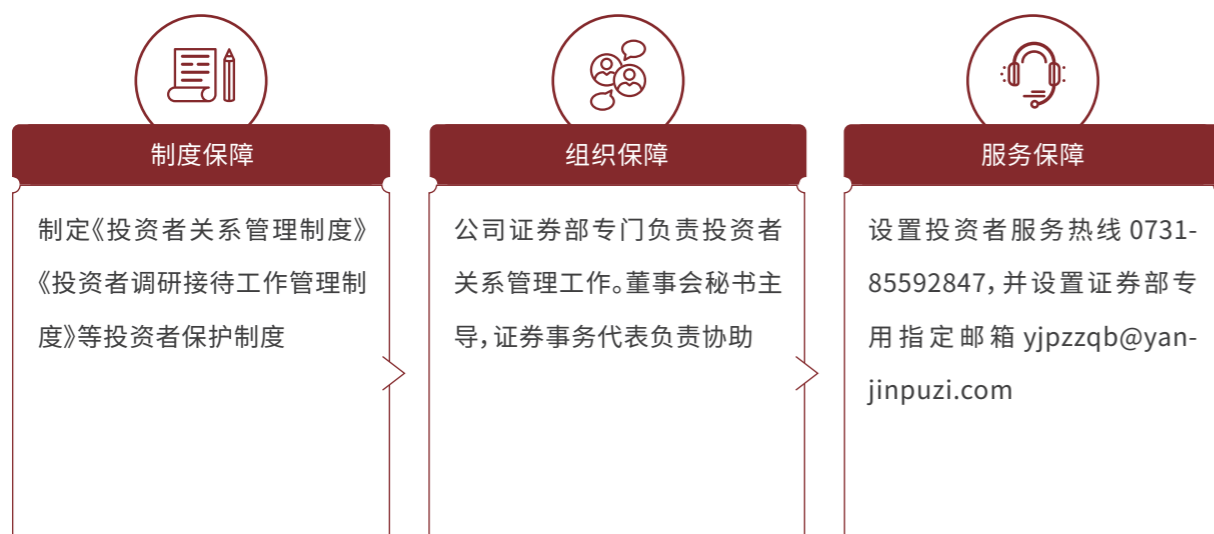 制度保障
制定《投资者关系管理制度》
《投资者调研接待工作管理制
度》等投资者保护制度
组织保障
公司证券部专门负责投资者
关系管理工作。董事会秘书主
导，证券事务代表负责协助
服务保障
设置投资者服务热线 0731-
85592847，并设置证券部专
用指定邮箱 yjpzzqb@yan-
jinpuzi.com